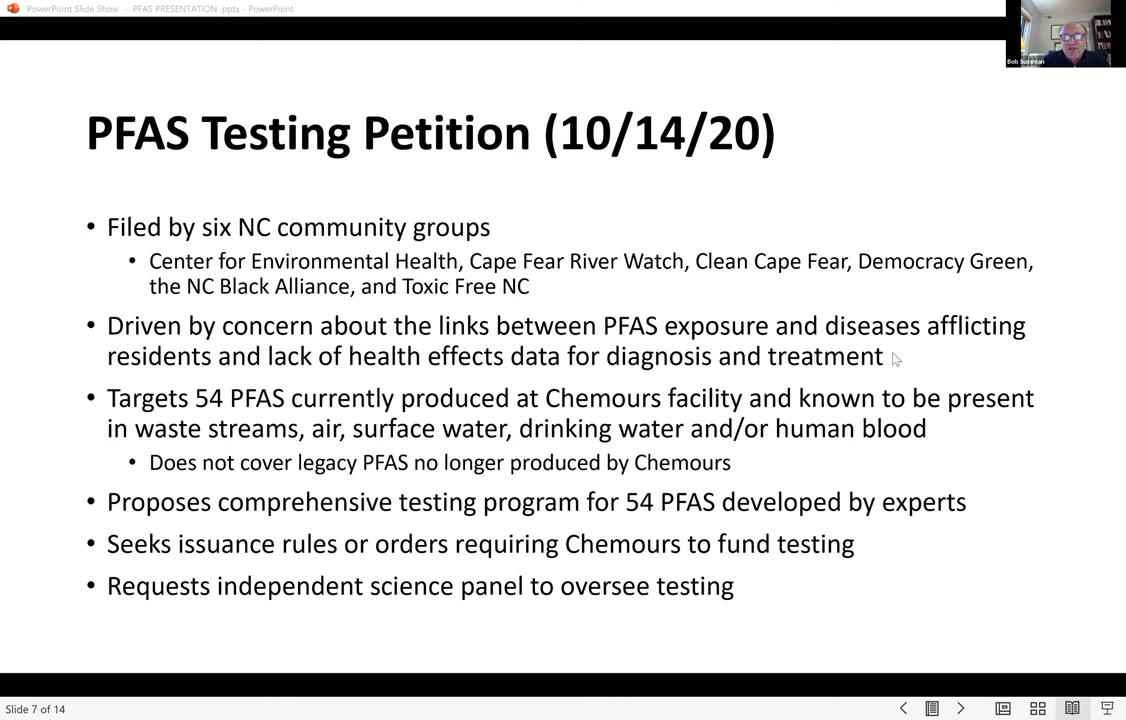 PowerPoint Slide Show - PFAS PRESENTATION .pptx - PowerPoint
Bob Sussman
PFAS Testing Petition (10/14/20)
• Filed by six NC community groups
• Center for Environmental Health, Cape Fear River Watch, Clean Cape Fear, Democracy Green,
the NC Black Alliance, and Toxic Free NC
• Driven by concern about the links between PFAS exposure and diseases afflicting
residents and lack of health effects data for diagnosis and treatment
• Targets 54 PFAS currently produced at Chemours facility and known to be present
in waste streams, air, surface water, drinking water and/or human blood
• Does not cover legacy PFAS no longer produced by Chemours
• Proposes comprehensive testing program for 54 PFAS developed by experts
• Seeks issuance rules or orders requiring Chemours to fund testing
• Requests independent science panel to oversee testing
Slide 7 of 14